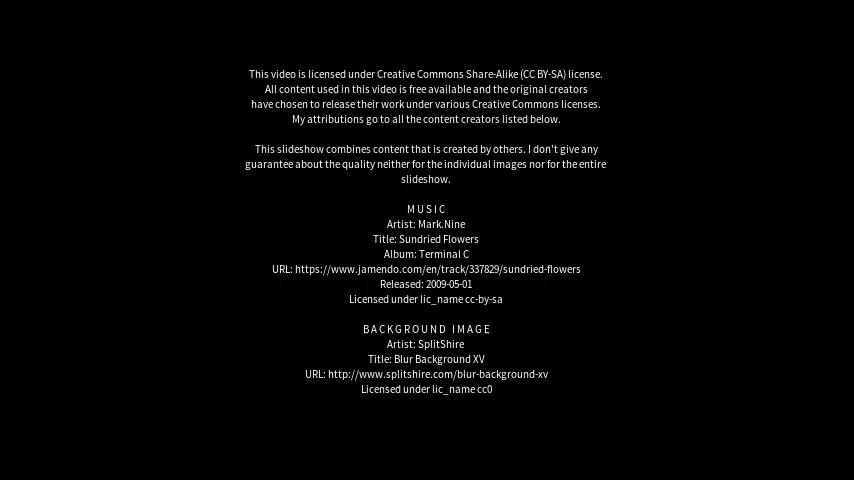 This video is licensed under Creative Commons Share-Alike (CC BY-SA) license.
All content used in this video is free available and the original creators
have chosen to release their work under various Creative Commons licenses.
My attributions go to all the content creators listed below.
This slideshow combines content that is created by others. I don't give any
guarantee about the quality neither for the individual images nor for the entire
slideshow.
MUSIC
Artist: Mark.Nine
Title: Sundried Flowers
Album: Terminal C
URL: https://www.jamendo.com/en/track/337829/sundried-flowers
Released: 2009-05-01
Licensed under lic_name cc-by-sa
BACKGROUND IMAGE
Artist: SplitShire
Title: Blur Background XV
URL: http://www.splitshire.com/blur-background-xv
Licensed under lic_name cc0